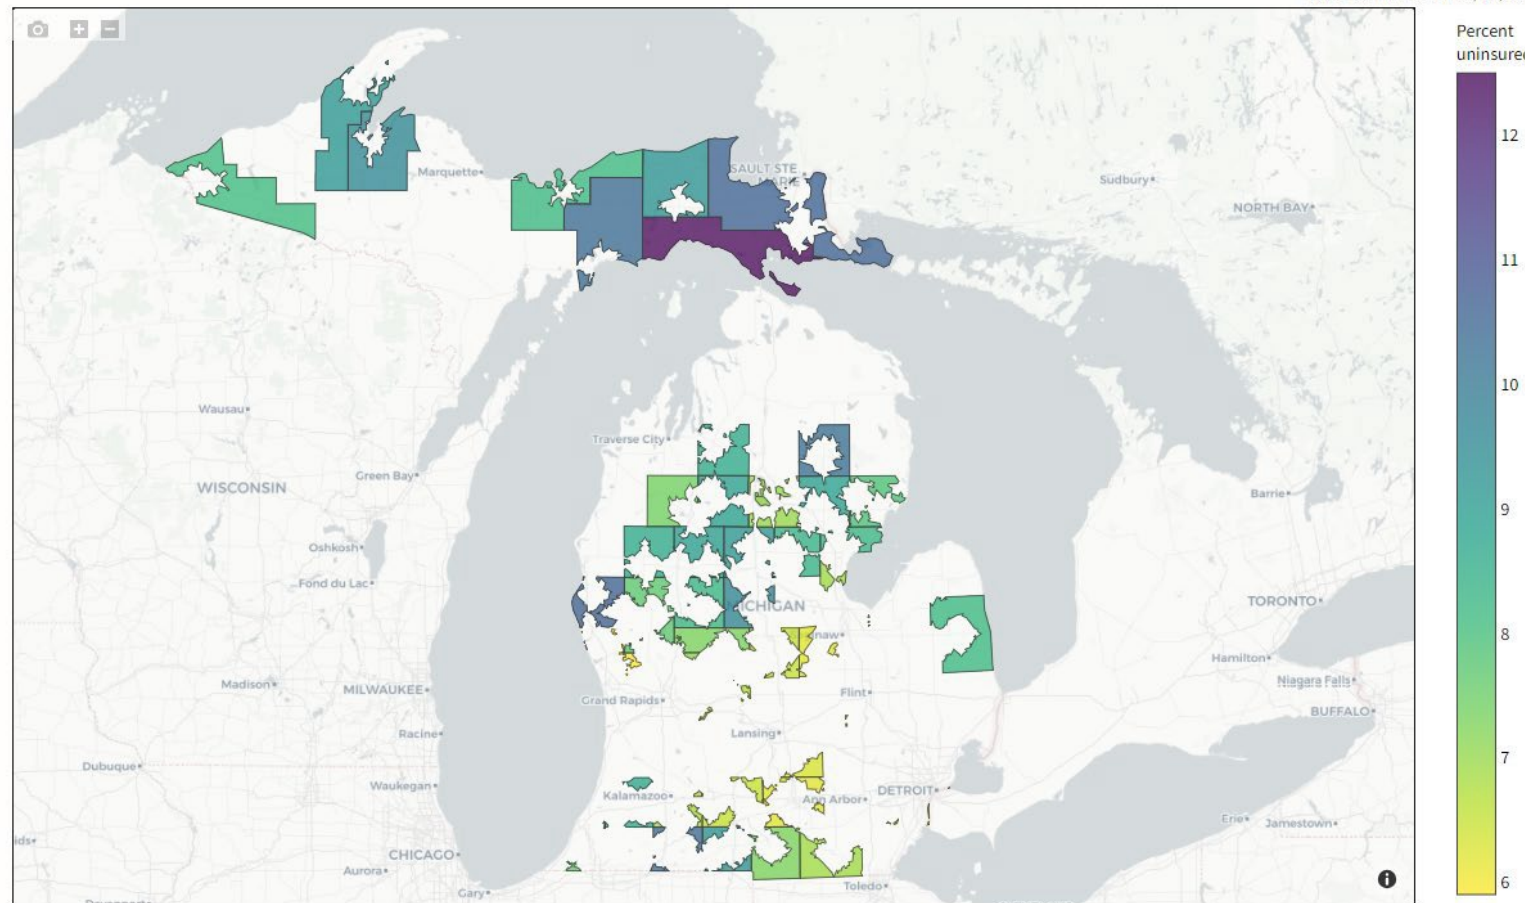 Percent
uninsured
12
11
10
9
8
7
6
Marquette
SAULT STE
MARIE
Sudbury
NORTH BAY
Wausau
Traverse City
Green Bay
WISCONSIN
Barrie
Oshkosh
Fond du Lac
MICHIGAN
TORONTO
Hamilton
Niagara Falls
Madison
MILWAUKEE
Grand Rapids
Flint
BUFFALO
Racine
Lansing
Dubuque
Waukegan
Kalamazoo
Ann Arbor
DETROIT
Erie
Jamestown
CHICAGO
Aurora
Gary
Toledo